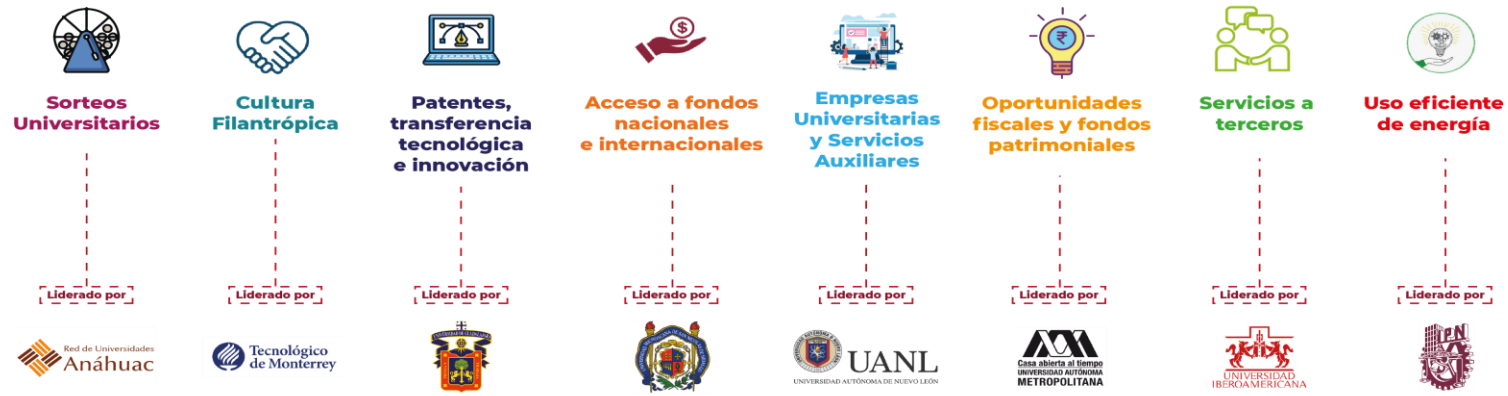 Sorteos
Universitarios
Cultura
Filantrópica
Patentes,
transferencia
tecnológica
e innovación
Acceso a fondos
nacionales
e internacionales
Empresas
Universitarias
y Servicios
Auxiliares
Oportunidades
fiscales y fondos
patrimoniales
Servicios a
terceros
Uso eficiente
de energía
Liderado por
Liderado por
Liderado por
Liderado por
Liderado por
Liderado por
Liderado por
Liderado por
Red de Universidades
Anáhuac
Tecnológico
de Monterrey
UANL
UNIVERSIDAD AUTÓNOMA DE NUEVO LEÓN
Casa abierta al tiempo
UNIVERSIDAD AUTÓNOMA
METROPOLITANA
UNIVERSIDAD
IBEROAMERICANA
IPN